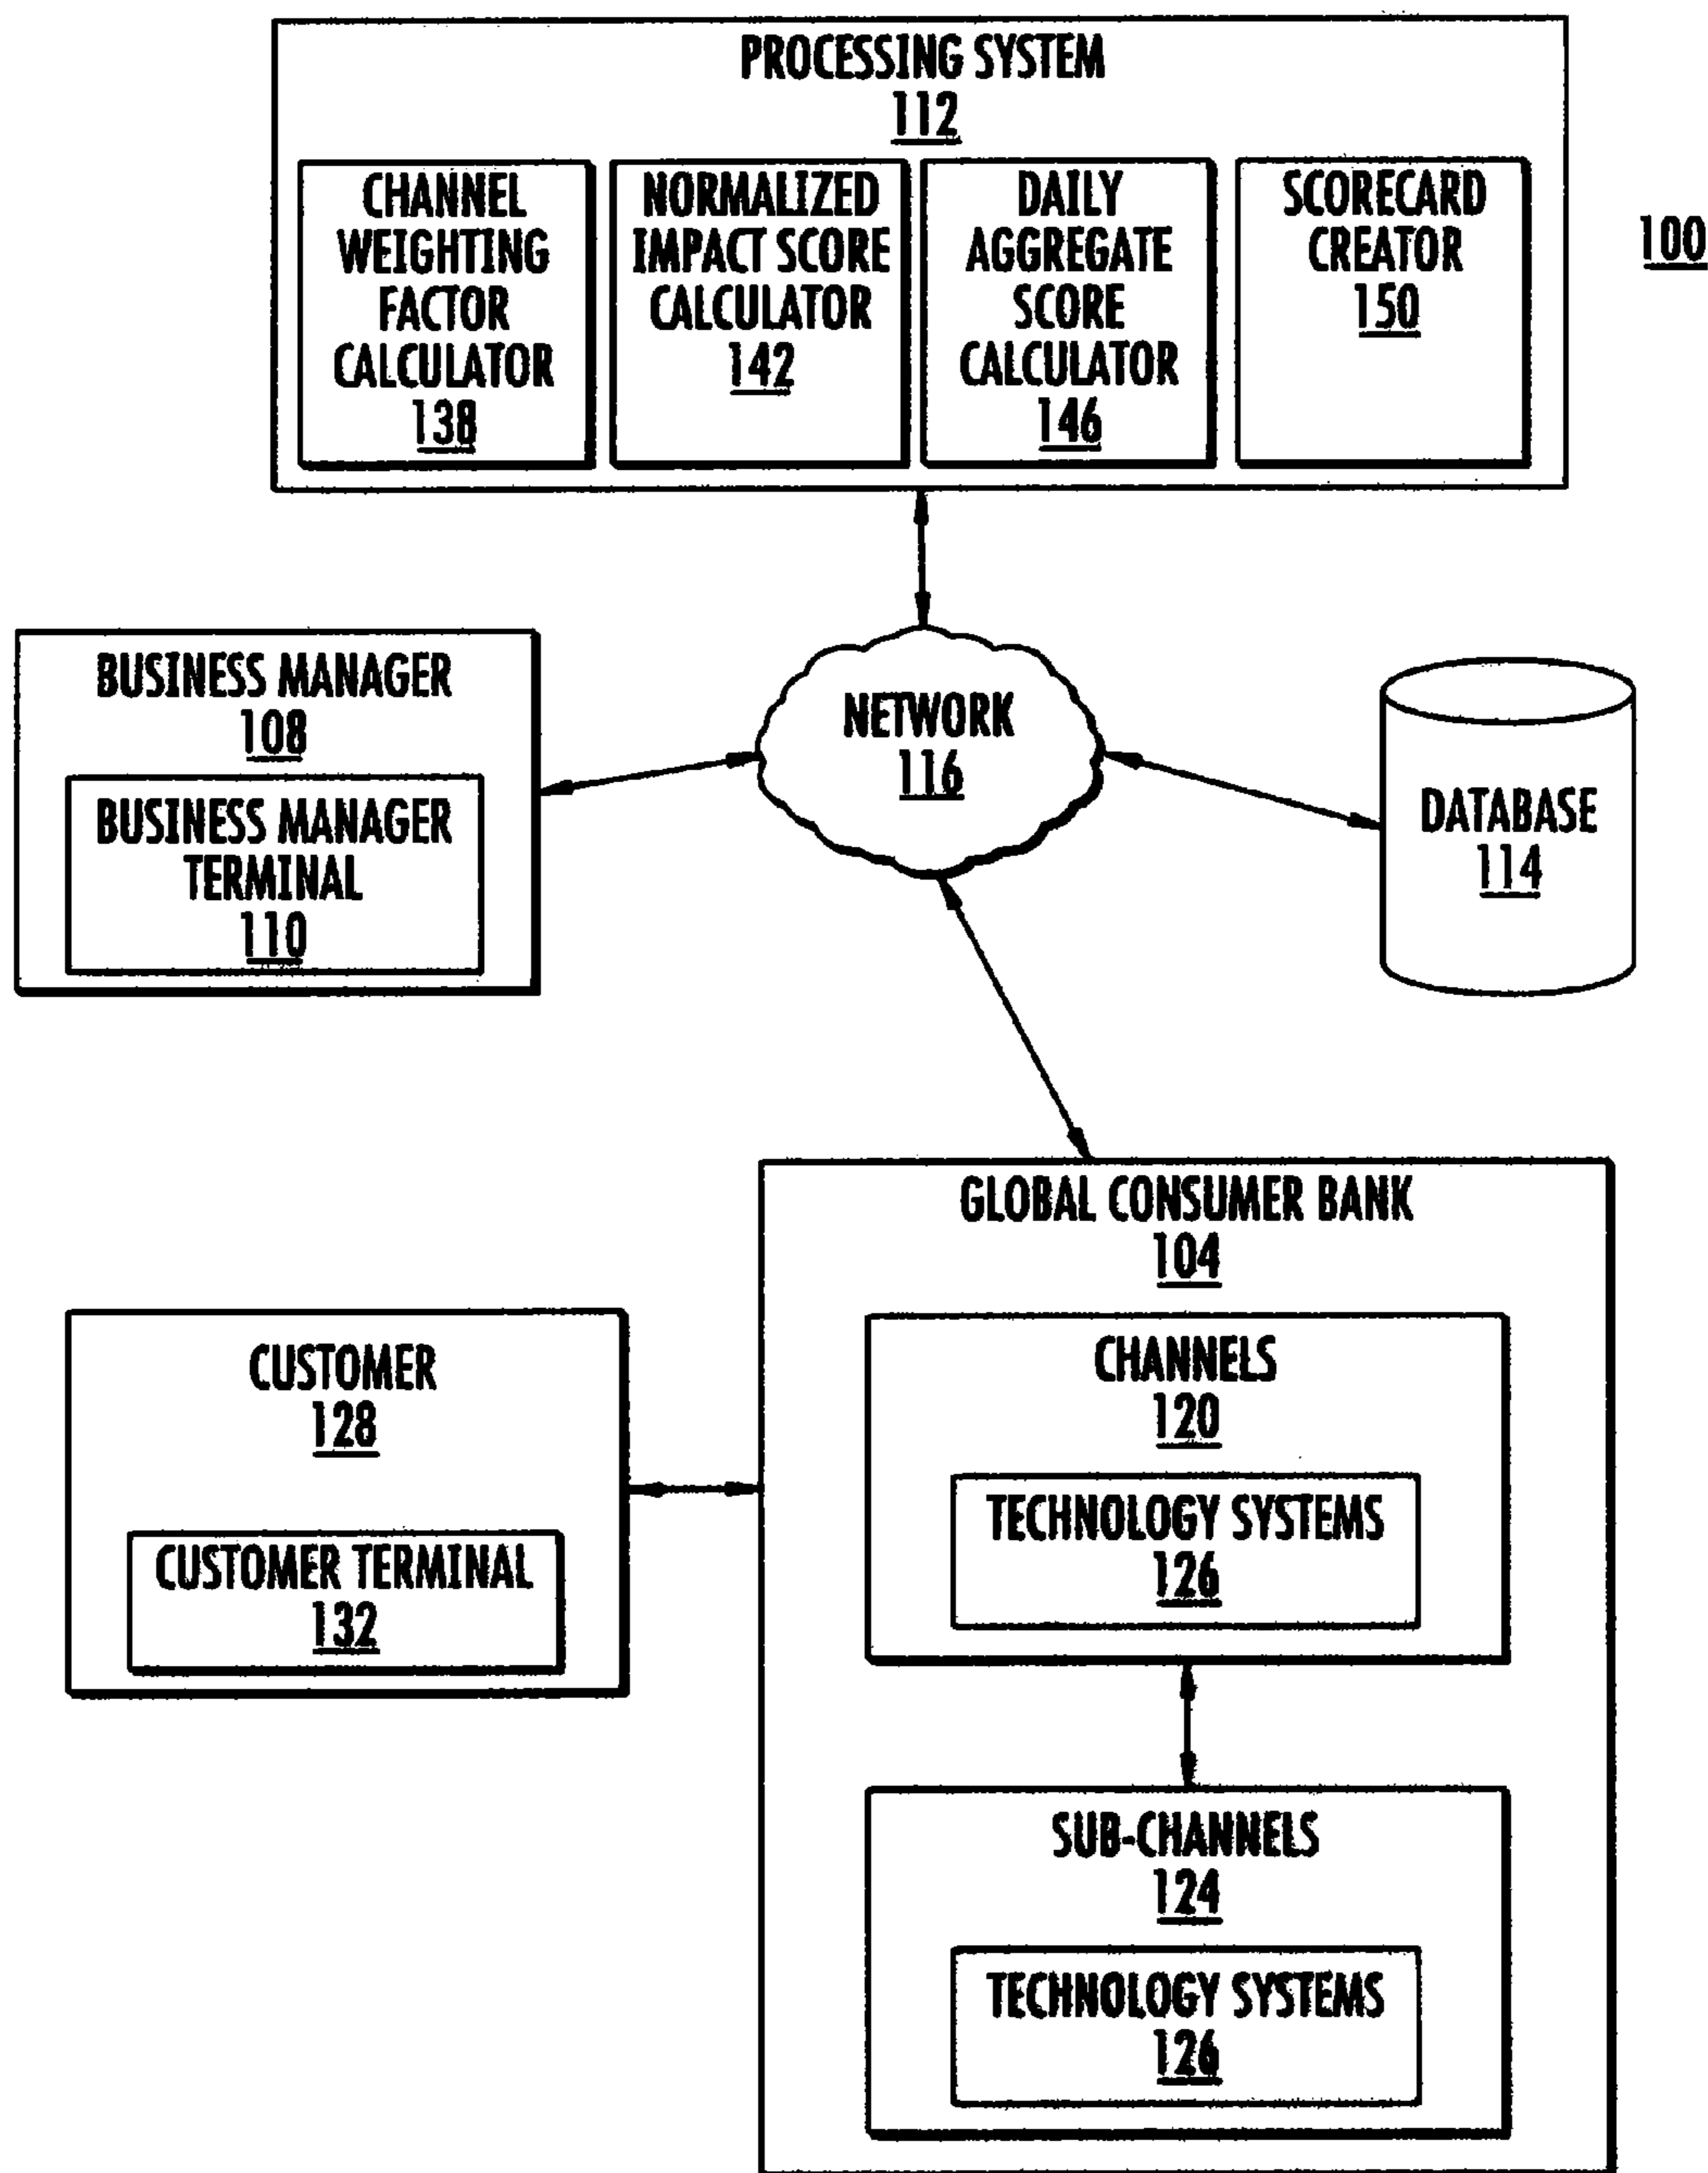 PROCESSING SYSTEM
112
CHANNEL
WEIGHTING
FACTOR
CALCULATOR
138
NORMALIZED
IMPACT SCORE
CALCULATOR
142
DAILY
AGGREGATE
SCORE
CALCULATOR
146
SCORECARD
CREATOR
150
100
BUSINESS MANAGER
108
BUSINESS MANAGER
TERMINAL
110
NETWORK
116
DATABASE
114
GLOBAL CONSUMER BANK
104
CUSTOMER
128
CUSTOMER TERMINAL
132
CHANNELS
120
TECHNOLOGY SYSTEMS
126
SUB-CHANNELS
124
TECHNOLOGY SYSTEMS
126